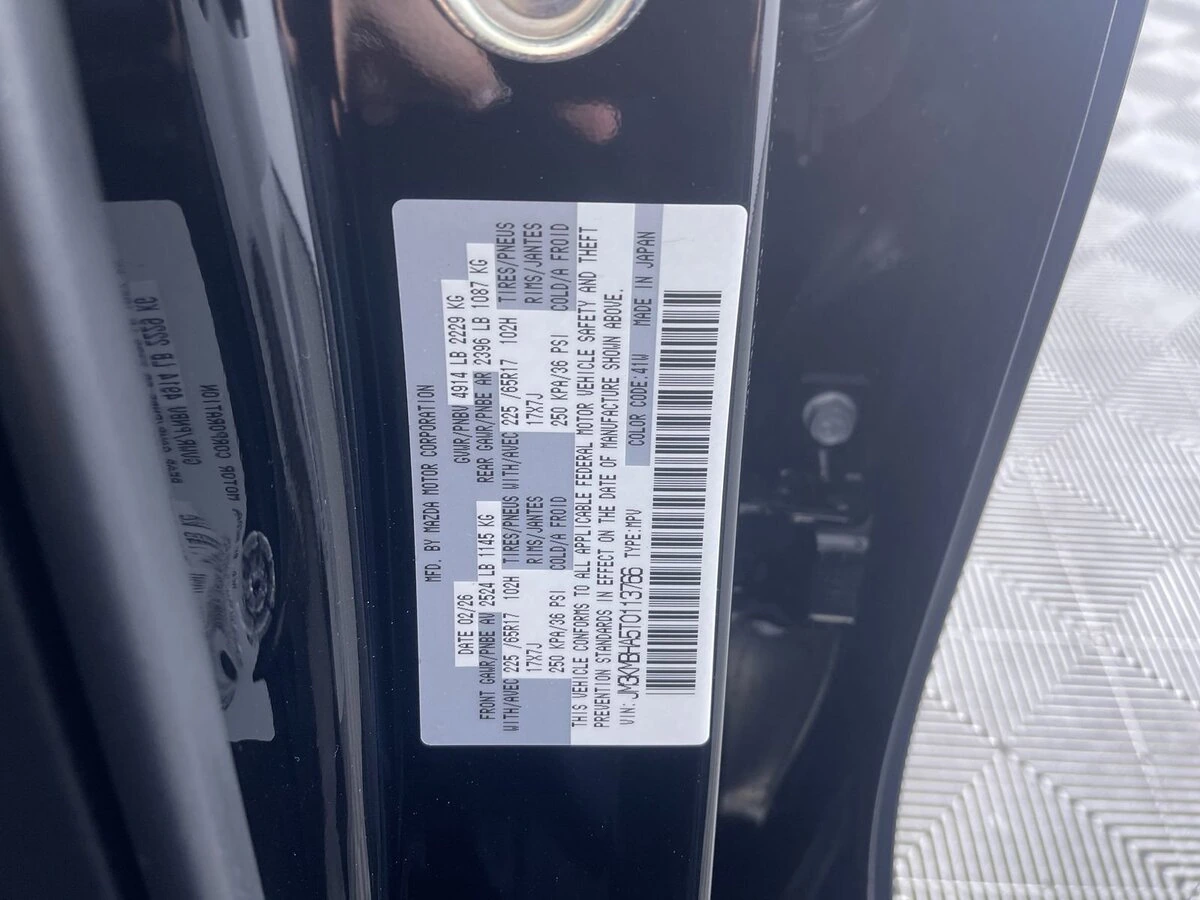 MFD. BY MAZDA MOTOR CORPORATION
DATE 02/26 GVWR/PNBV 4914 LB 2229 KG
FRONT GAWR/PNBE AV 2524 LB 1145 KG REAR GAWR/PNBE AR 2396 LB 1087 KG
WITH/AVEC 225 /65R17 102H TIRES/PNEUS WITH/AVEC 225 /65R17 102H TIRES/PNEUS
17X7J RIMS/JANTES 17X7J RIMS/JANTES
250 KPA/36 PSI COLD/A FROID 250 KPA/36 PSI COLD/A FROID
THIS VEHICLE CONFORMS TO ALL APPLICABLE FEDERAL MOTOR VEHICLE SAFETY AND THEFT
PREVENTION STANDARDS IN EFFECT ON THE DATE OF MANUFACTURE SHOWN ABOVE.
VIN: JM3KMBHA5T0113766 TYPE:MPV COLOR CODE:41W MADE IN JAPAN